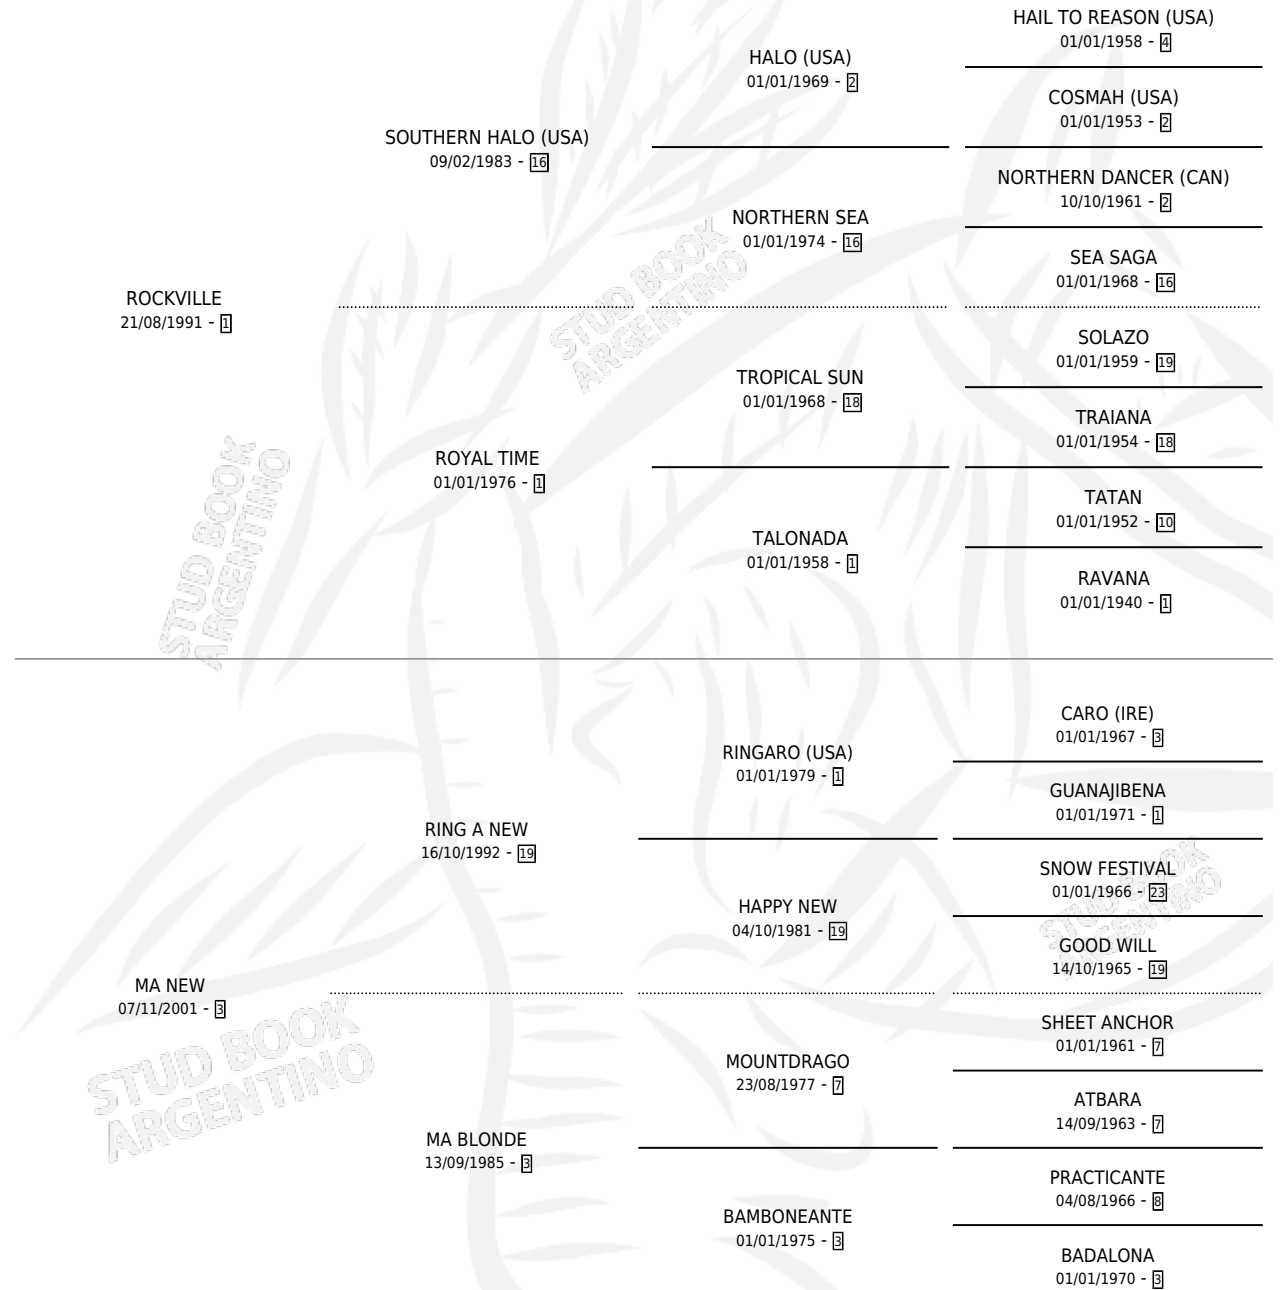 HAIL TO REASON (USA)
01/01/1958 - 4
HALO (USA)
01/01/1969 - 2
COSMAH (USA)
01/01/1953 - 2
SOUTHERN HALO (USA)
09/02/1983 - 16
NORTHERN DANCER (CAN)
10/10/1961 - 2
NORTHERN SEA
01/01/1974 - 16
SEA SAGA
01/01/1968 - 16
ROCKVILLE
21/08/1991 - 1
STUD BOOK
ARGENTINO
SOLAZO
01/01/1959 - 19
TROPICAL SUN
01/01/1968 - 18
TRAIANA
01/01/1954 - 18
ROYAL TIME
01/01/1976 - 1
TATAN
01/01/1952 - 10
TALONADA
01/01/1958 - 1
RAVANA
01/01/1940 - 1
STUD BOOK
ARGENTINO
CARO (IRE)
01/01/1967 - 3
RINGARO (USA)
01/01/1979 - 1
GUANAJIBENA
01/01/1971 - 1
RING A NEW
16/10/1992 - 19
SNOW FESTIVAL
01/01/1966 - 23
HAPPY NEW
04/10/1981 - 19
STUD BOOK
ARGENTINO
GOOD WILL
14/10/1965 - 19
MA NEW
07/11/2001 - 3
SHEET ANCHOR
01/01/1961 - 7
MOUNTDRAGO
23/08/1977 - 7
ATBARA
14/09/1963 - 7
STUD BOOK
ARGENTINO
MA BLONDE
13/09/1985 - 3
PRACTICANTE
04/08/1966 - 8
BAMBONEANTE
01/01/1975 - 3
BADALONA
01/01/1970 - 3